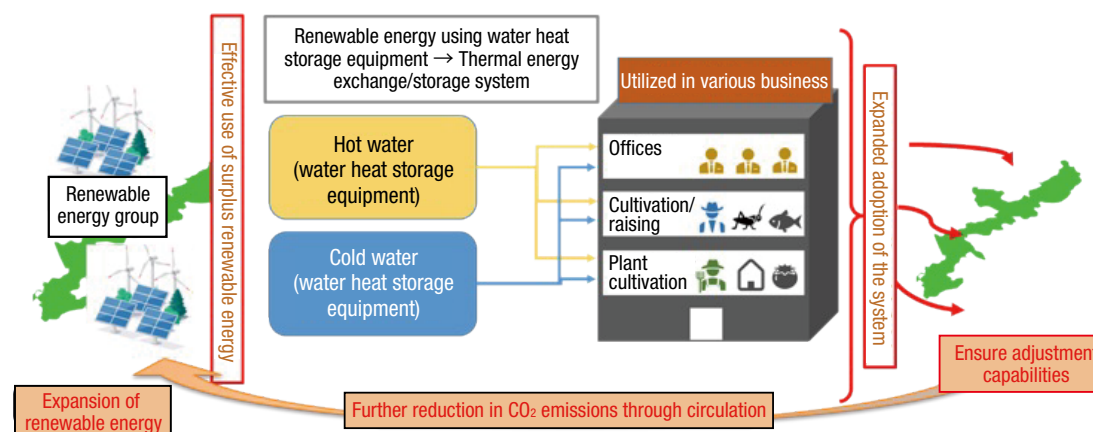 Renewable
energy group
Effective use of surplus renewable energy
Renewable energy using water heat
storage equipment → Thermal energy
exchange/storage system
Hot water
(water heat storage
equipment)
Cold water
(water heat storage
equipment)
Utilized in various business
Offices
Cultivation/
raising
Plant
cultivation
Expanded adoption of the system
Ensure adjustment
capabilities
Further reduction in CO₂ emissions through circulation
Expansion of
renewable energy